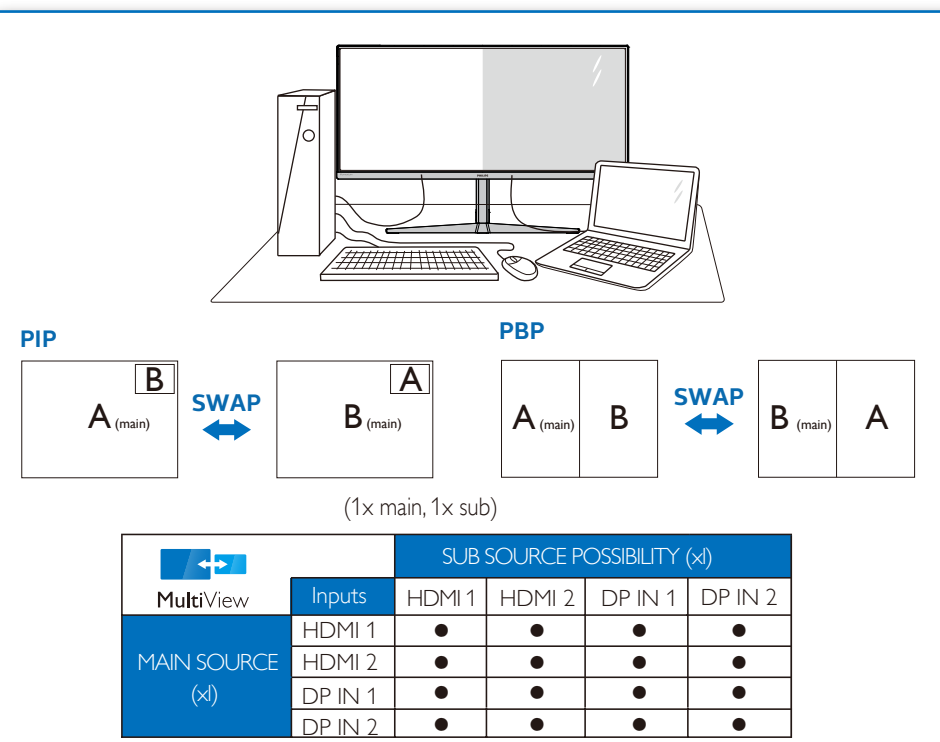 PHILIPS
PIP
PBP
B
A (main)
SWAP
A
B (main)
A (main)
B
SWAP
B (main)
A
(1x main, 1x sub)
SUB SOURCE POSSIBILITY (xl)
MultiView
Inputs
HDMI 1
HDMI 2
DP IN 1
DP IN 2
MAIN SOURCE
(xl)
HDMI 1 ● ● ● ●
HDMI 2 ● ● ● ●
DP IN 1 ● ● ● ●
DP IN 2 ● ● ● ●